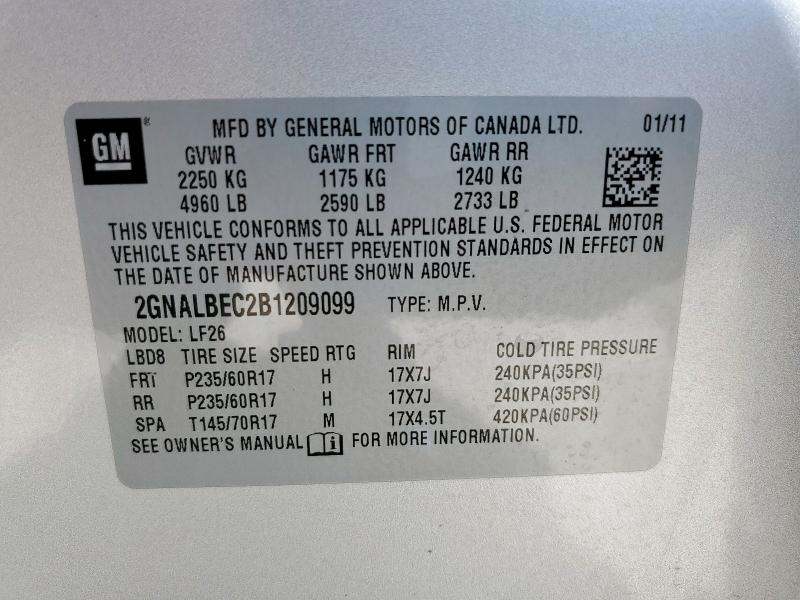 GM ® MFD BY GENERAL MOTORS OF CANADA LTD. 01/11
GVWR GAWR FRT GAWR RR
2250 KG 1175 KG 1240 KG
4960 LB 2590 LB 2733 LB
THIS VEHICLE CONFORMS TO ALL APPLICABLE U.S. FEDERAL MOTOR
VEHICLE SAFETY AND THEFT PREVENTION STANDARDS IN EFFECT ON
THE DATE OF MANUFACTURE SHOWN ABOVE.
2GNALBEC2B1209099 TYPE: M.P.V.
MODEL: LF26
LBD8 TIRE SIZE SPEED RTG RIM COLD TIRE PRESSURE
FRT P235/60R17 H 17X7J 240KPA(35PSI)
RR P235/60R17 H 17X7J 240KPA(35PSI)
SPA T145/70R17 M 17X4.5T 420KPA(60PSI)
SEE OWNER'S MANUAL i FOR MORE INFORMATION.